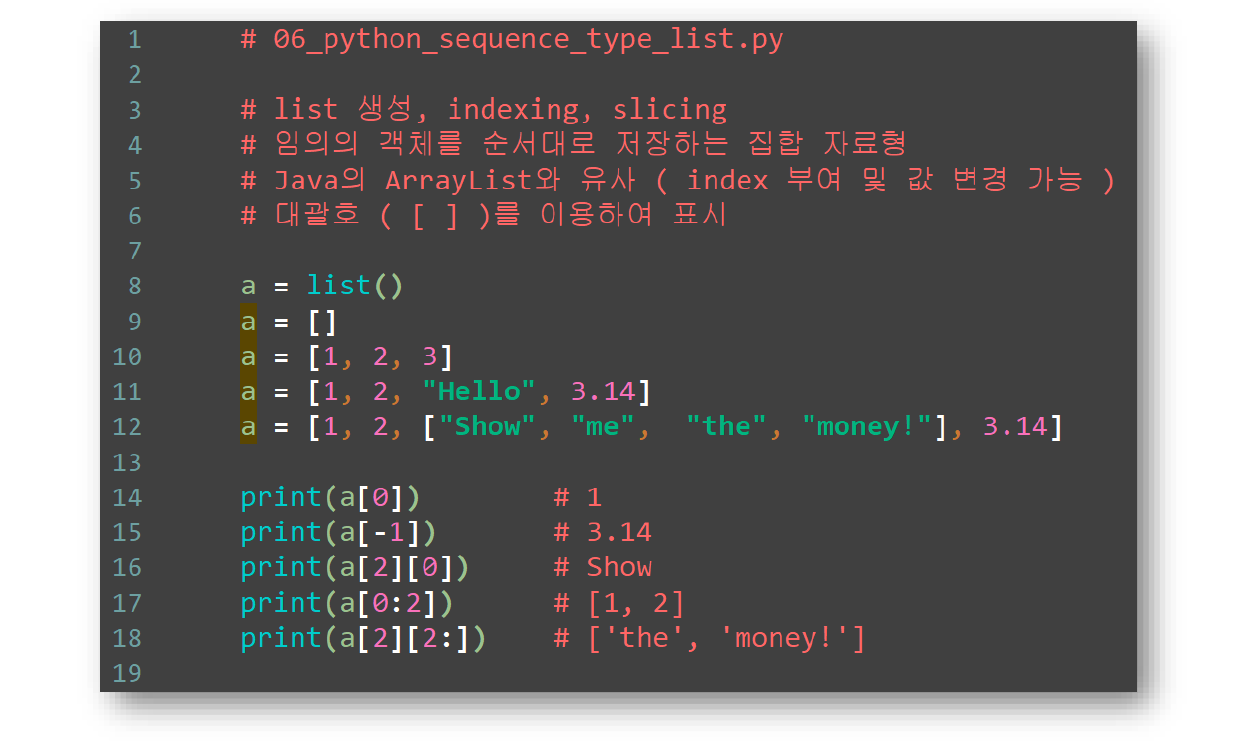 1 # 06_python_sequence_type_list.py
2
3 # list 생성, indexing, slicing
4 # 임의의 객체를 순서대로 저장하는 집합 자료형
5 # Java의 ArrayList와 유사 ( index 부여 및 값 변경 가능 )
6 # 대괄호 ( [ ] )를 이용하여 표시
7
8 a = list()
9 a = []
10 a = [1, 2, 3]
11 a = [1, 2, "Hello", 3.14]
12 a = [1, 2, ["Show", "me",  "the", "money!"], 3.14]
13
14 print(a[0])        # 1
15 print(a[-1])       # 3.14
16 print(a[2][0])     # Show
17 print(a[0:2])      # [1, 2]
18 print(a[2][2:])    # ['the', 'money!']
19